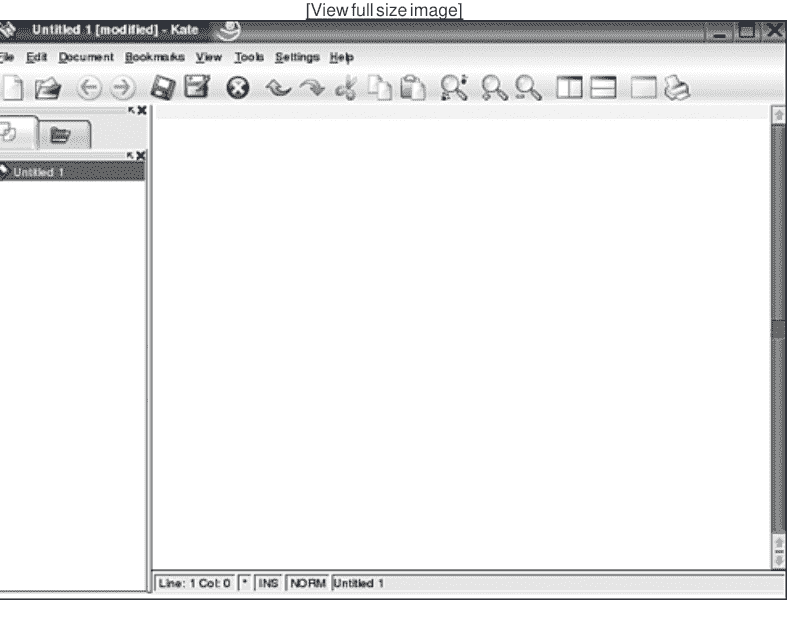 [View full size image]
Untitled 1 [modified] - Kate
File Edit Document Bookmarks View Tools Settings Help
Untitled 1
Line: 1 Col: 0 * INS NORM Untitled 1